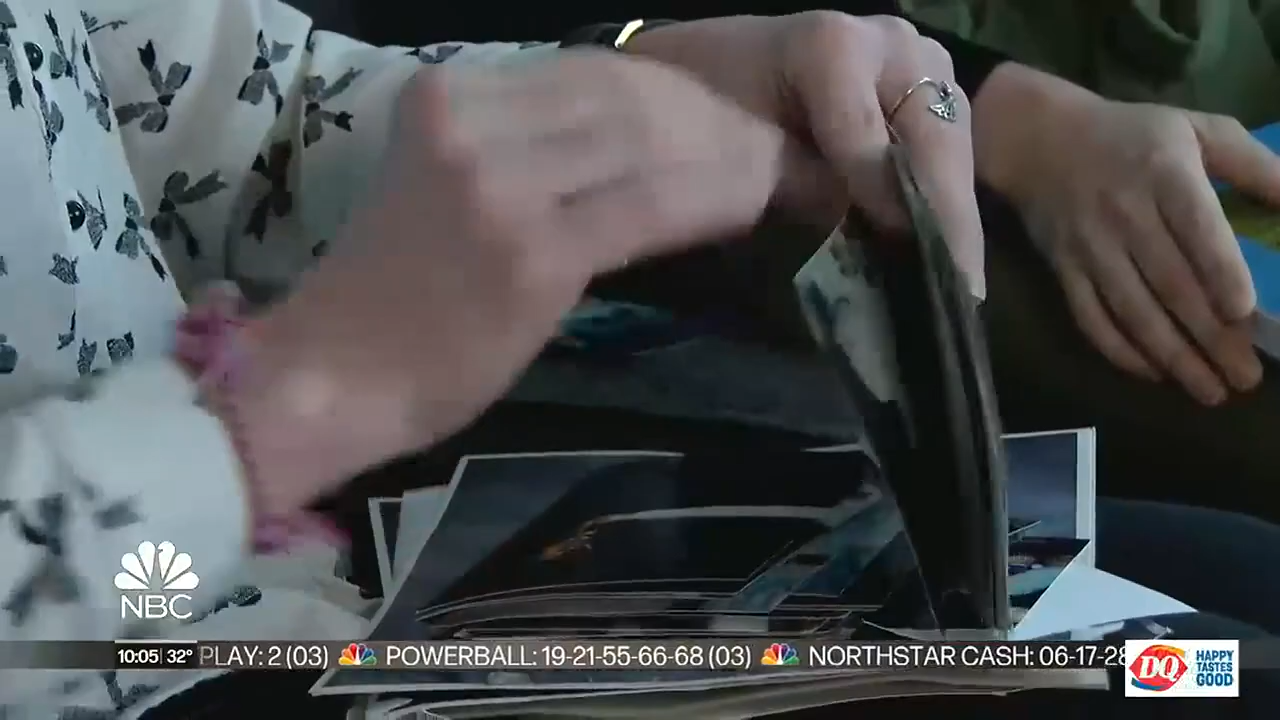 NBC
10:05 32° PLAY: 2 (03) POWERBALL: 19-21-55-66-68 (03) NORTHSTAR CASH: 06-17-28
DQ HAPPY
TASTES
GOOD